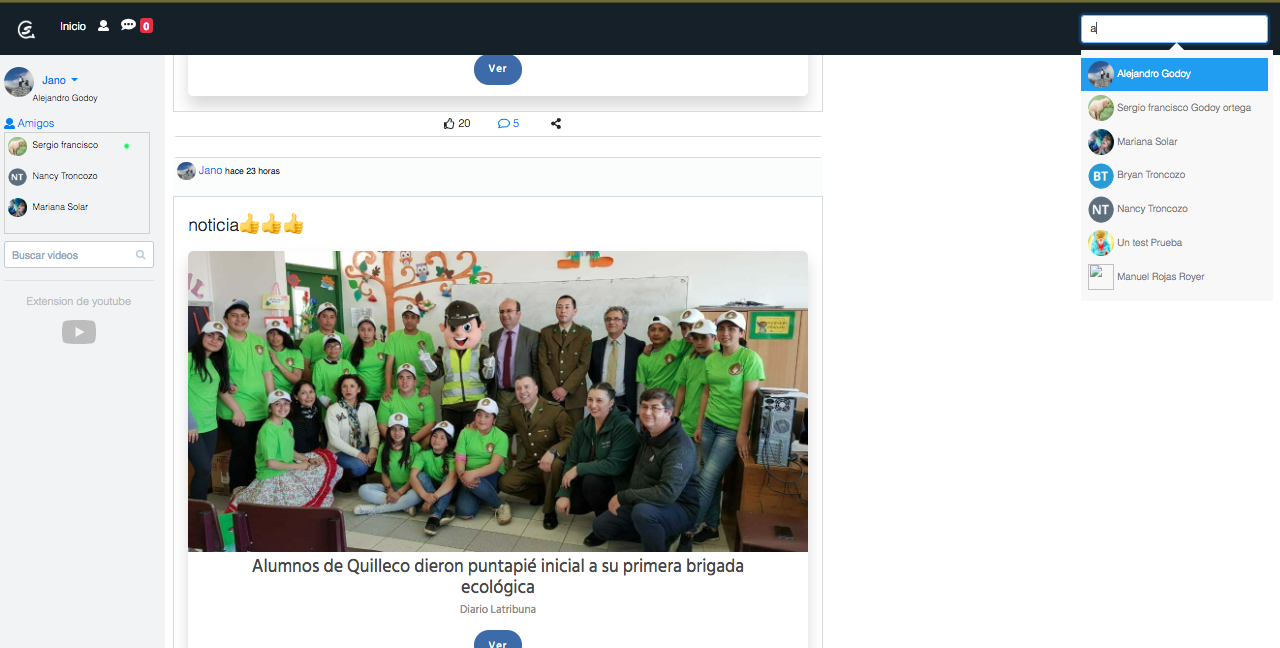 Inicio
0
a
Jano
Alejandro Godoy
Amigos
Sergio francisco
NT
Nancy Troncozo
Mariana Solar
Buscar videos
Extension de youtube
Ver
20
5
Jano hace 23 horas
noticia👍👍👍
Alumnos de Quilleco dieron puntapié inicial a su primera brigada
ecológica
Diario Latribuna
Ver
Alejandro Godoy
Sergio francisco Godoy ortega
Mariana Solar
BT
Bryan Troncozo
NT
Nancy Troncozo
Un test Prueba
Manuel Rojas Royer